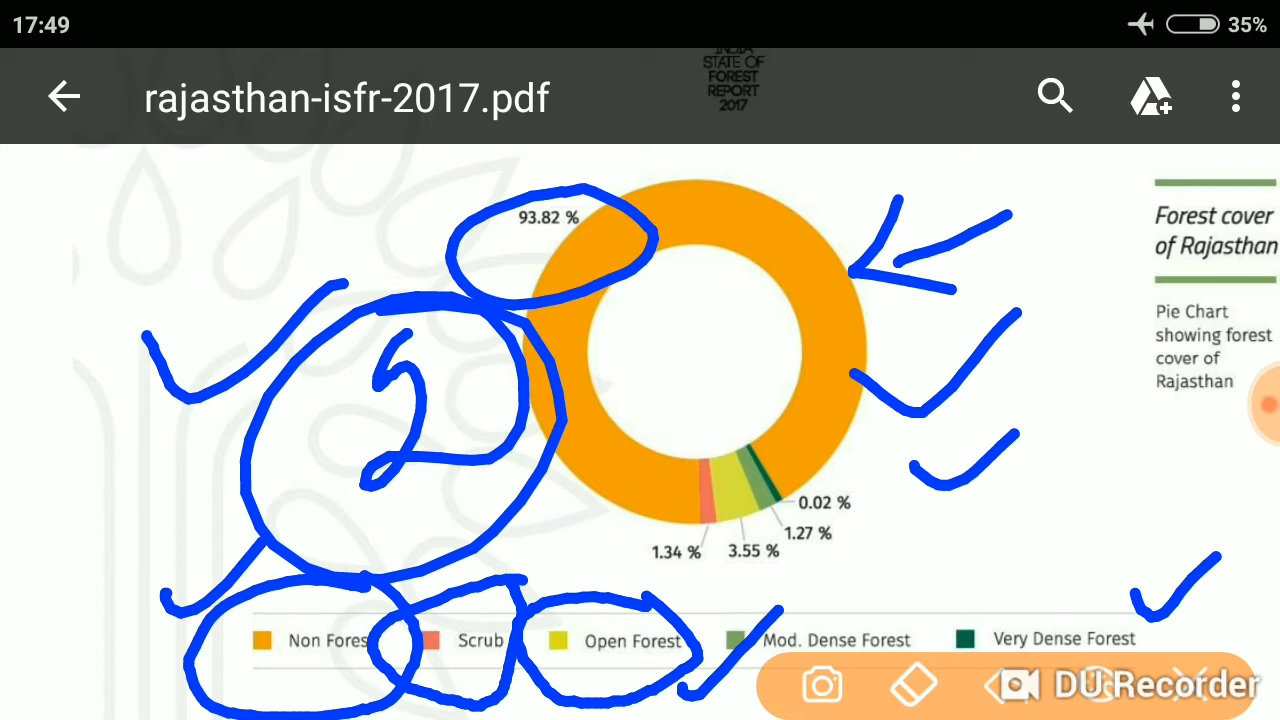 17:49
35%
INDIA
STATE OF
FOREST
REPORT
2017
rajasthan-isfr-2017.pdf
93.82 %
Forest cover
of Rajasthan
Pie Chart
showing forest
cover of
Rajasthan
2
0.02 %
1.27 %
1.34 %
3.55 %
Non Fores
Scrub
Open Forest
Mod. Dense Forest
Very Dense Forest
DU Recorder